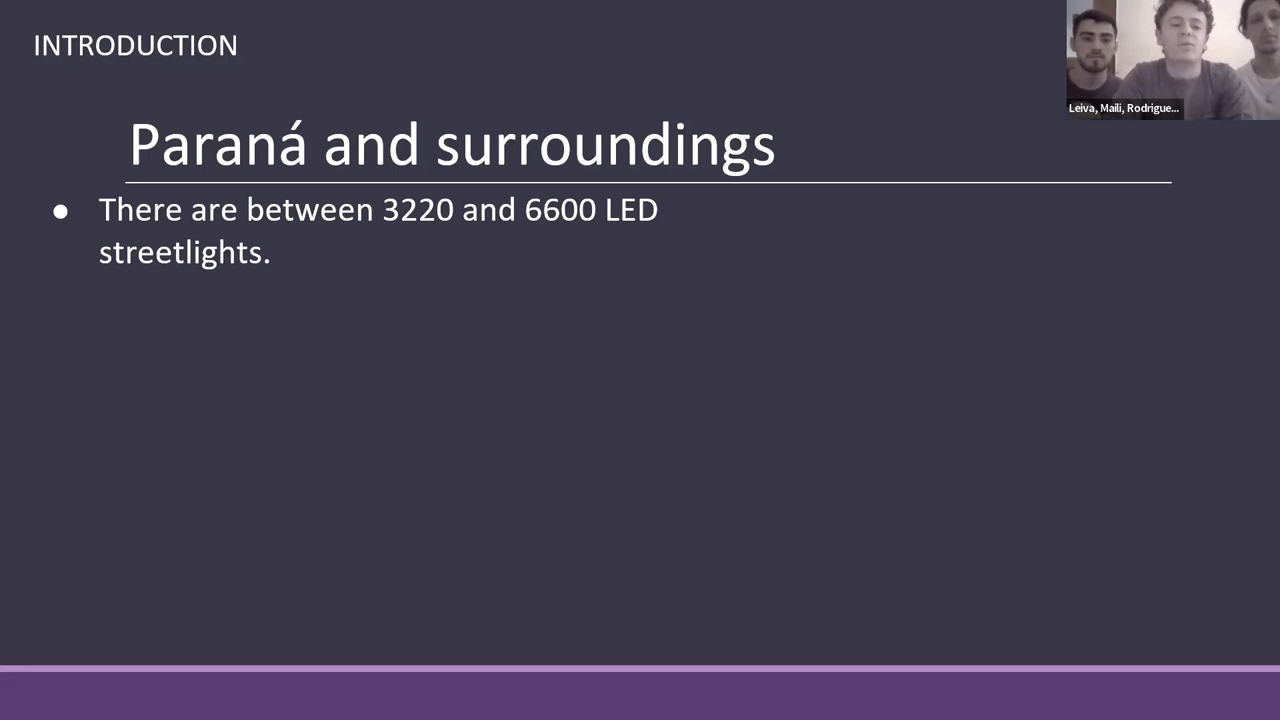 INTRODUCTION
Leiva, Maili, Rodrigue...
Paraná and surroundings
● There are between 3220 and 6600 LED
streetlights.